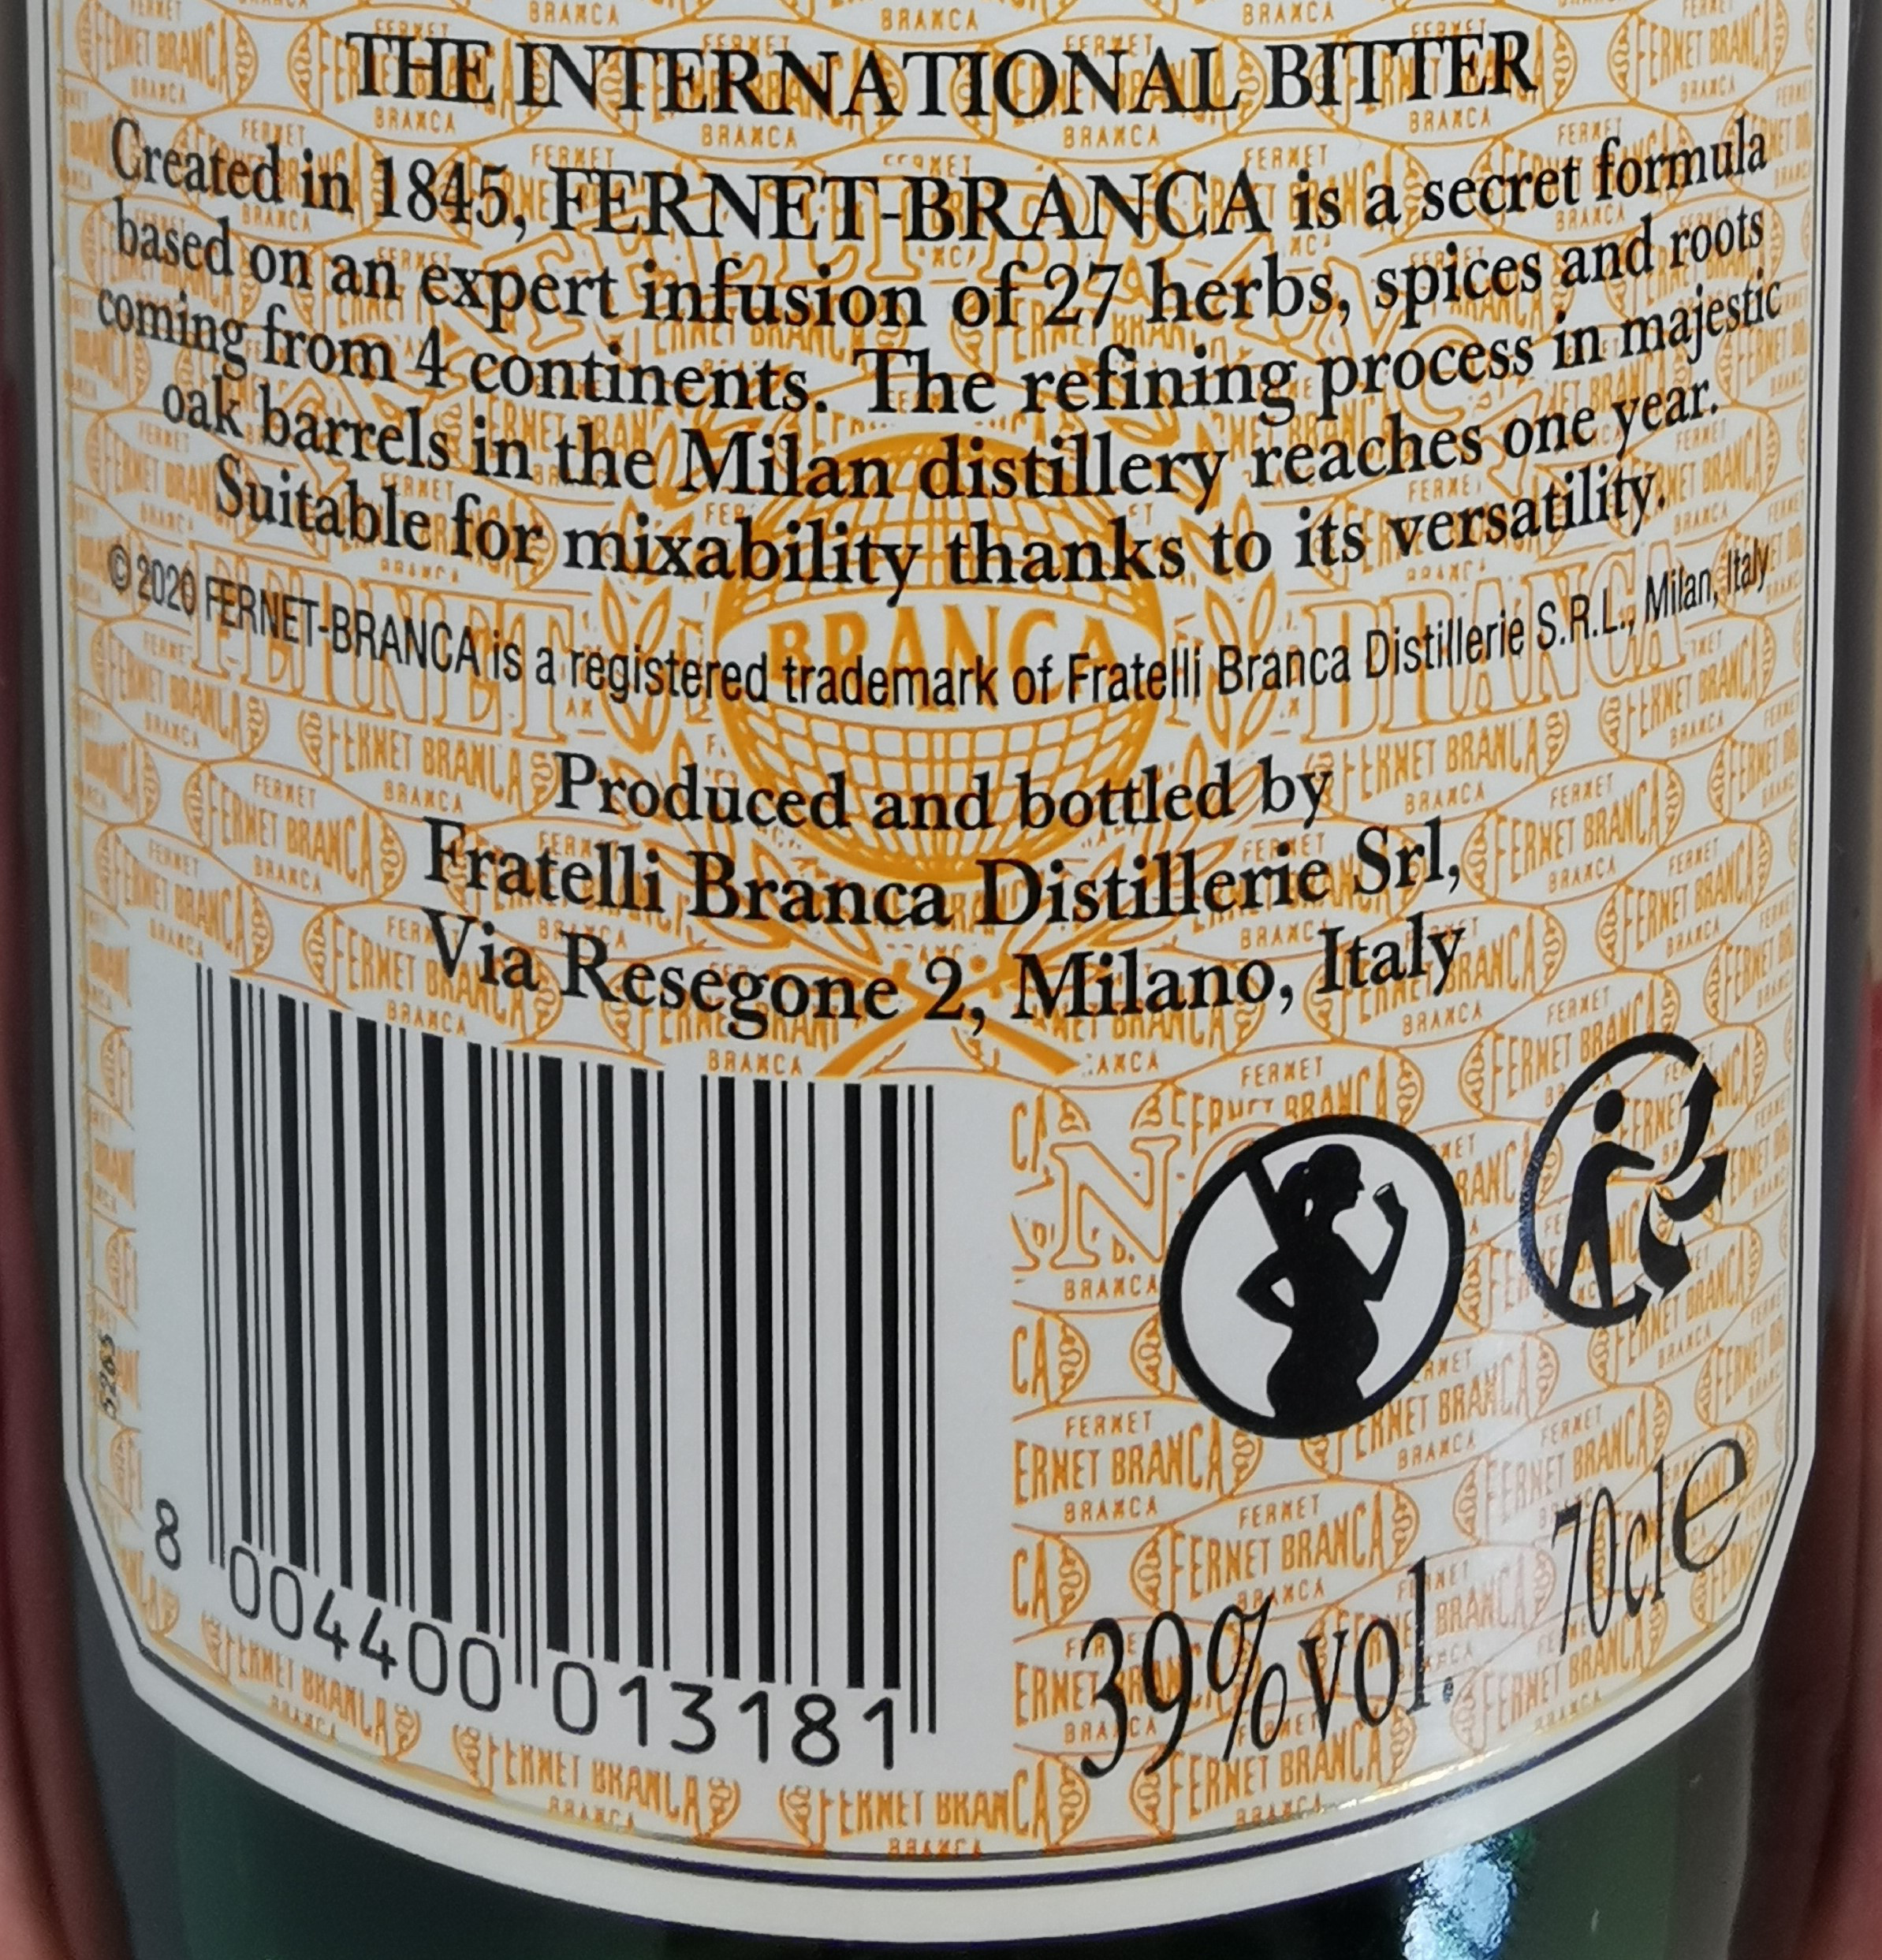 THE INTERNATIONAL BITTER
Created in 1845, FERNET-BRANCA is a secret formula
based on an expert infusion of 27 herbs, spices and roots
coming from 4 continents. The refining process in majestic
oak barrels in the Milan distillery reaches one year.
Suitable for mixability thanks to its versatility.
© 2020 FERNET-BRANCA is a registered trademark of Fratelli Branca Distillerie S.R.L., Milan, Italy
BRANCA
Produced and bottled by
Fratelli Branca Distillerie Srl,
Via Resegone 2, Milano, Italy
5265
8 004400 013181
39%vol. 70cl e